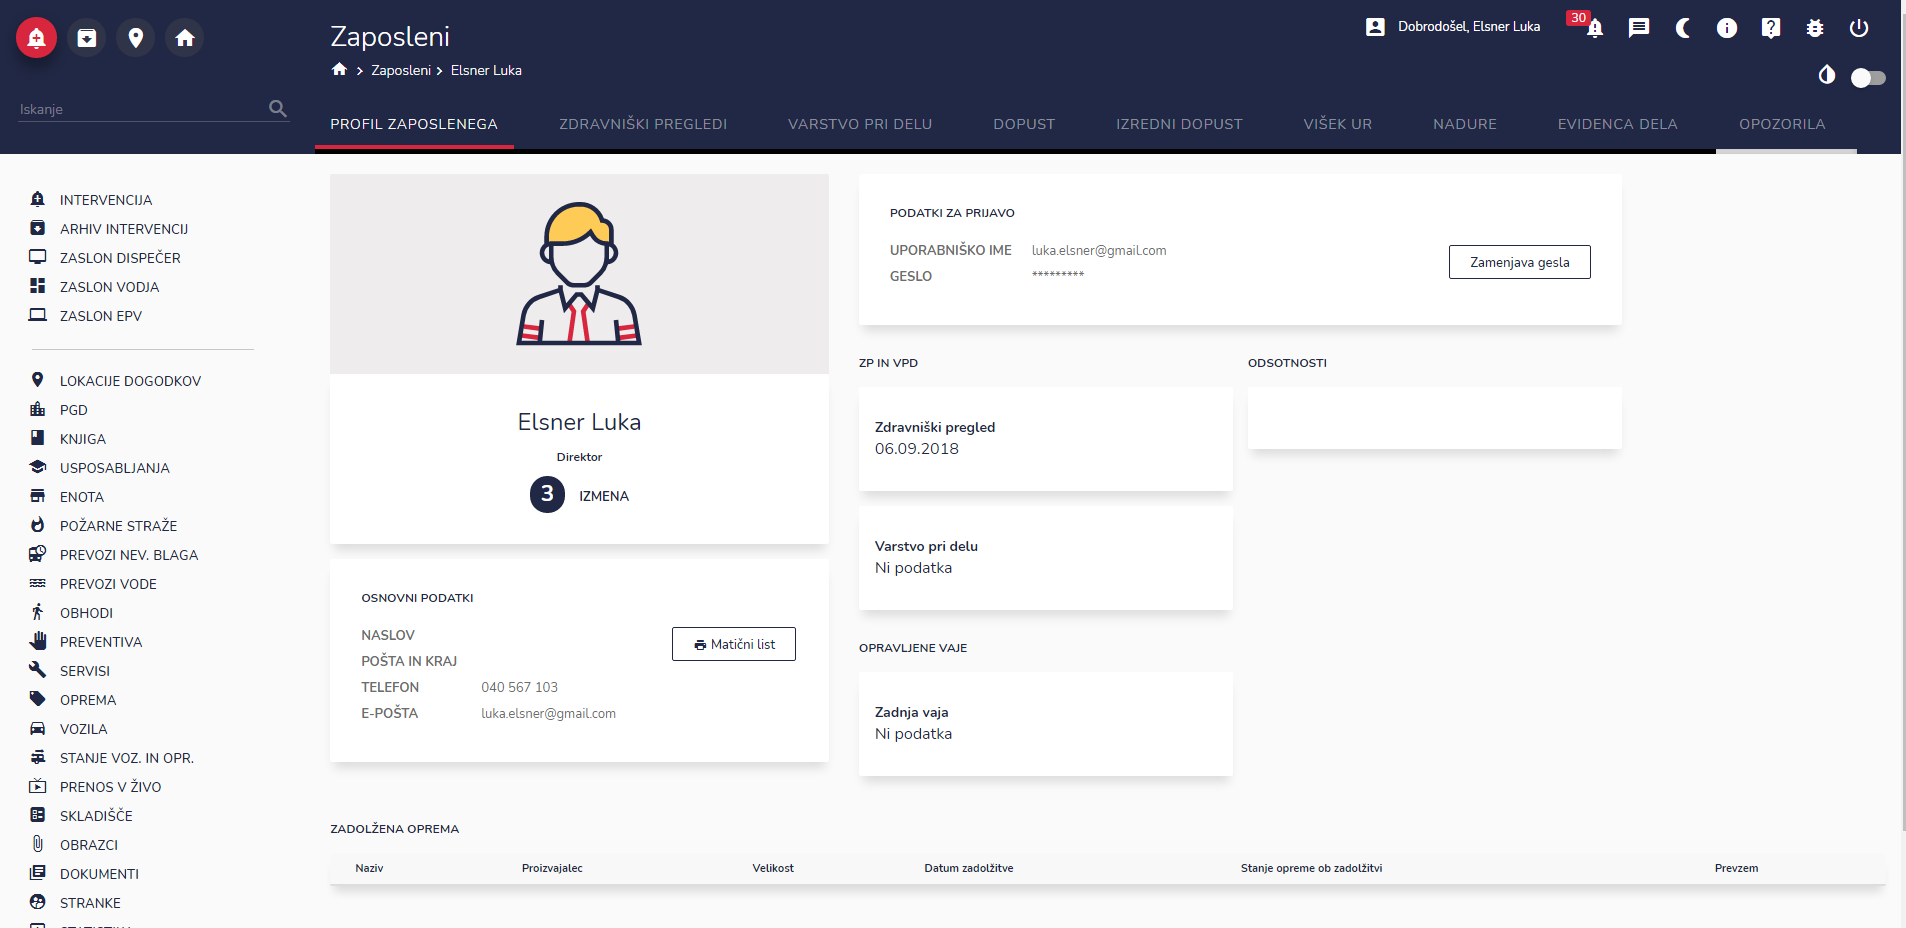 Zaposleni
Zaposleni > Elsner Luka
Dobrodošel, Elsner Luka
30
Iskanje
PROFIL ZAPOSLENEGA
ZDRAVNIŠKI PREGLEDI
VARSTVO PRI DELU
DOPUST
IZREDNI DOPUST
VIŠEK UR
NADURE
EVIDENCA DELA
OPOZORILA
INTERVENCIJA
ARHIV INTERVENCIJ
ZASLON DISPEČER
ZASLON VODJA
ZASLON EPV
LOKACIJE DOGODKOV
PGD
KNJIGA
USPOSABLJANJA
ENOTA
POŽARNE STRAŽE
PREVOZI NEV. BLAGA
PREVOZI VODE
OBHODI
PREVENTIVA
SERVISI
OPREMA
VOZILA
STANJE VOZ. IN OPR.
PRENOS V ŽIVO
SKLADIŠČE
OBRAZCI
DOKUMENTI
STRANKE
Elsner Luka
Direktor
3 IZMENA
OSNOVNI PODATKI
NASLOV
POŠTA IN KRAJ
TELEFON 040 567 103
E-POŠTA luka.elsner@gmail.com
Matični list
PODATKI ZA PRIJAVO
UPORABNIŠKO IME luka.elsner@gmail.com
GESLO *********
Zamenjava gesla
ZP IN VPD
Zdravniški pregled
06.09.2018
Varstvo pri delu
Ni podatka
ODSOTNOSTI
OPRAVLJENE VAJE
Zadnja vaja
Ni podatka
ZADOLŽENA OPREMA
Naziv Proizvajalec Velikost Datum zadolžitve Stanje opreme ob zadolžitvi Prevzem